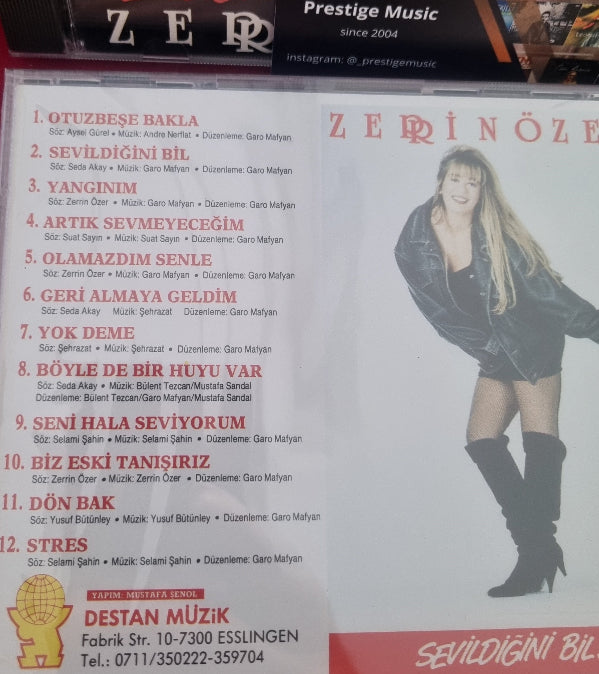 ZERR
Prestige Music
since 2004
instagram: @_prestigemusic
1. OTUZBEŞE BAKLA
Söz: Aysel Gürel • Müzik: Andre Nerflat • Düzenleme: Garo Mafyan
2. SEVİLDİĞİNİ BİL
Söz: Seda Akay • Müzik: Garo Mafyan • Düzenleme: Garo Mafyan
3. YANGINIM
Söz: Zerrin Özer • Müzik: Garo Mafyan • Düzenleme: Garo Mafyan
4. ARTIK SEVMEYECEĞİM
Söz: Suat Sayın • Müzik: Suat Sayın • Düzenleme: Garo Mafyan
5. OLAMAZDIM SENLE
Söz: Zerrin Özer • Müzik: Garo Mafyan • Düzenleme: Garo Mafyan
6. GERİ ALMAYA GELDİM
Söz: Seda Akay Müzik: Şehrazat Düzenleme: Garo Mafyan
7. YOK DEME
Söz: Şehrazat • Müzik: Şehrazat • Düzenleme: Garo Mafyan
8. BÖYLE DE BİR HUYU VAR
Söz: Seda Akay • Müzik: Bülent Tezcan/Mustafa Sandal
Düzenleme: Bülent Tezcan/Garo Mafyan/Mustafa Sandal
9. SENİ HALA SEVİYORUM
Söz: Selami Şahin • Müzik: Selami Şahin • Düzenleme: Garo Mafyan
10. BİZ ESKİ TANIŞIRIZ
Söz: Zerrin Özer • Müzik: Zerrin Özer • Düzenleme: Garo Mafyan
11. DÖN BAK
Söz: Yusuf Bütünley • Müzik: Yusuf Bütünley • Düzenleme: Garo Mafyan
12. STRES
Söz: Selami Şahin • Müzik: Selami Şahin • Düzenleme: Garo Mafyan
YAPIM: MUSTAFA ŞENOL
DESTAN MÜZİK
Fabrik Str. 10-7300 ESSLINGEN
Tel.: 0711/350222-359704
ZERRİN ÖZE
SEVİLDİĞİNİ BİL